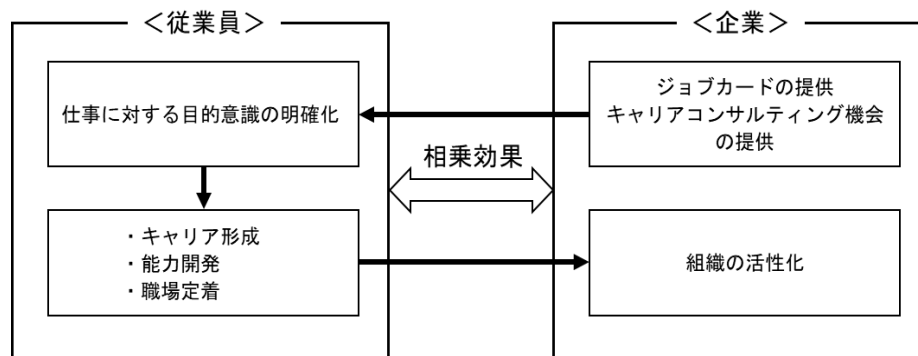 ＜従業員＞
＜企業＞
仕事に対する目的意識の明確化
ジョブカードの提供
キャリアコンサルティング機会
の提供
相乗効果
・キャリア形成
・能力開発
・職場定着
組織の活性化